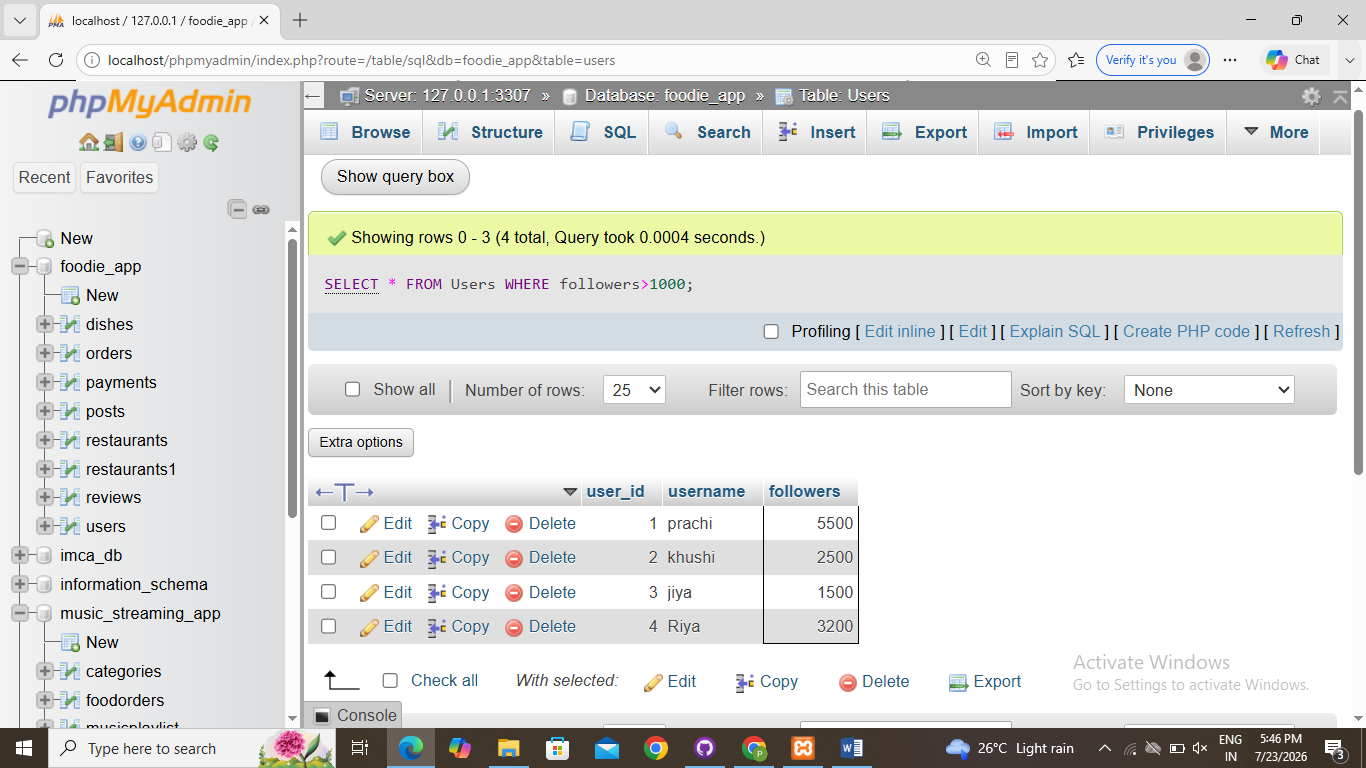 localhost / 127.0.0.1 / foodie_app
localhost/phpmyadmin/index.php?route=/table/sql&db=foodie_app&table=users
Verify it's you
Chat
phpMyAdmin
Recent
Favorites
New
foodie_app
New
dishes
orders
payments
posts
restaurants
restaurants1
reviews
users
imca_db
information_schema
music_streaming_app
New
categories
foodorders
musicplaylist
Server: 127.0.0.1:3307 » Database: foodie_app » Table: Users
Browse Structure SQL Search Insert Export Import Privileges More
Show query box
Showing rows 0 - 3 (4 total, Query took 0.0004 seconds.)
SELECT * FROM Users WHERE followers>1000;
Profiling [ Edit inline ] [ Edit ] [ Explain SQL ] [ Create PHP code ] [ Refresh ]
Show all Number of rows: 25 Filter rows: Search this table Sort by key: None
Extra options
user_id username followers
Edit Copy Delete 1 prachi 5500
Edit Copy Delete 2 khushi 2500
Edit Copy Delete 3 jiya 1500
Edit Copy Delete 4 Riya 3200
Check all With selected: Edit Copy Delete Export
Console
Activate Windows
Go to Settings to activate Windows.
Type here to search
26°C Light rain
ENG
IN
5:46 PM
7/23/2026
3